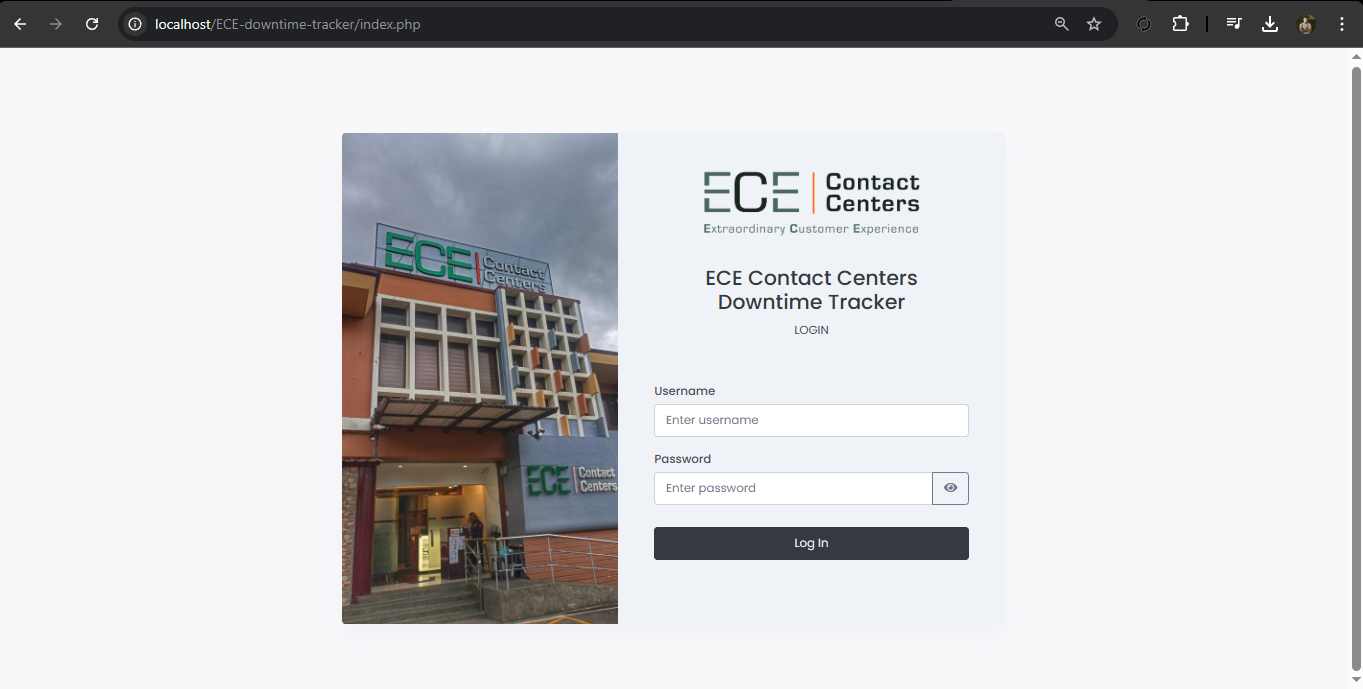 localhost/ECE-downtime-tracker/index.php
ECE | Contact
Centers
ECE | Contact
Centers
ECE | Contact
Centers
Extraordinary Customer Experience
ECE Contact Centers
Downtime Tracker
LOGIN
Username
Enter username
Password
Enter password
Log In